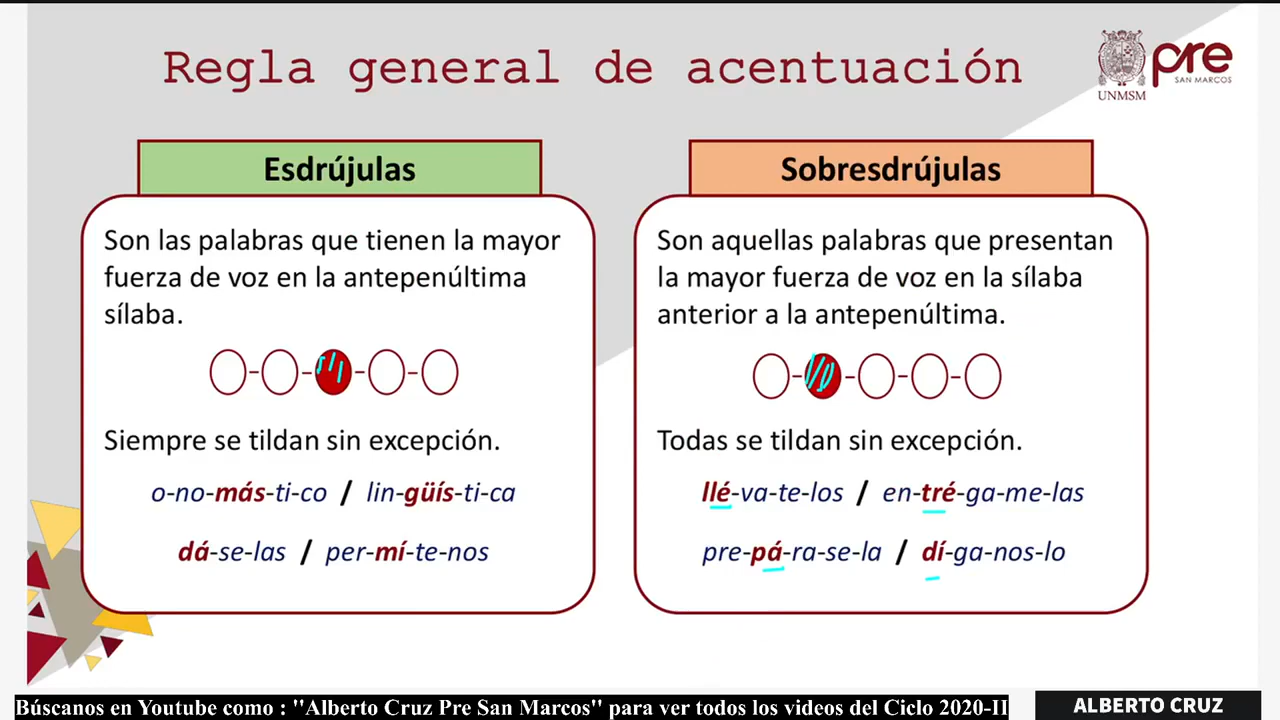 Regla general de acentuación
UNMSM
pre
SAN MARCOS
Esdrújulas
Son las palabras que tienen la mayor
fuerza de voz en la antepenúltima
sílaba.
Siempre se tildan sin excepción.
o-no-más-ti-co / lin-güís-ti-ca
dá-se-las / per-mí-te-nos
Sobresdrújulas
Son aquellas palabras que presentan
la mayor fuerza de voz en la sílaba
anterior a la antepenúltima.
Todas se tildan sin excepción.
llé-va-te-los / en-tré-ga-me-las
pre-pá-ra-se-la / dí-ga-nos-lo
Búscanos en Youtube como : "Alberto Cruz Pre San Marcos" para ver todos los videos del Ciclo 2020-II
ALBERTO CRUZ